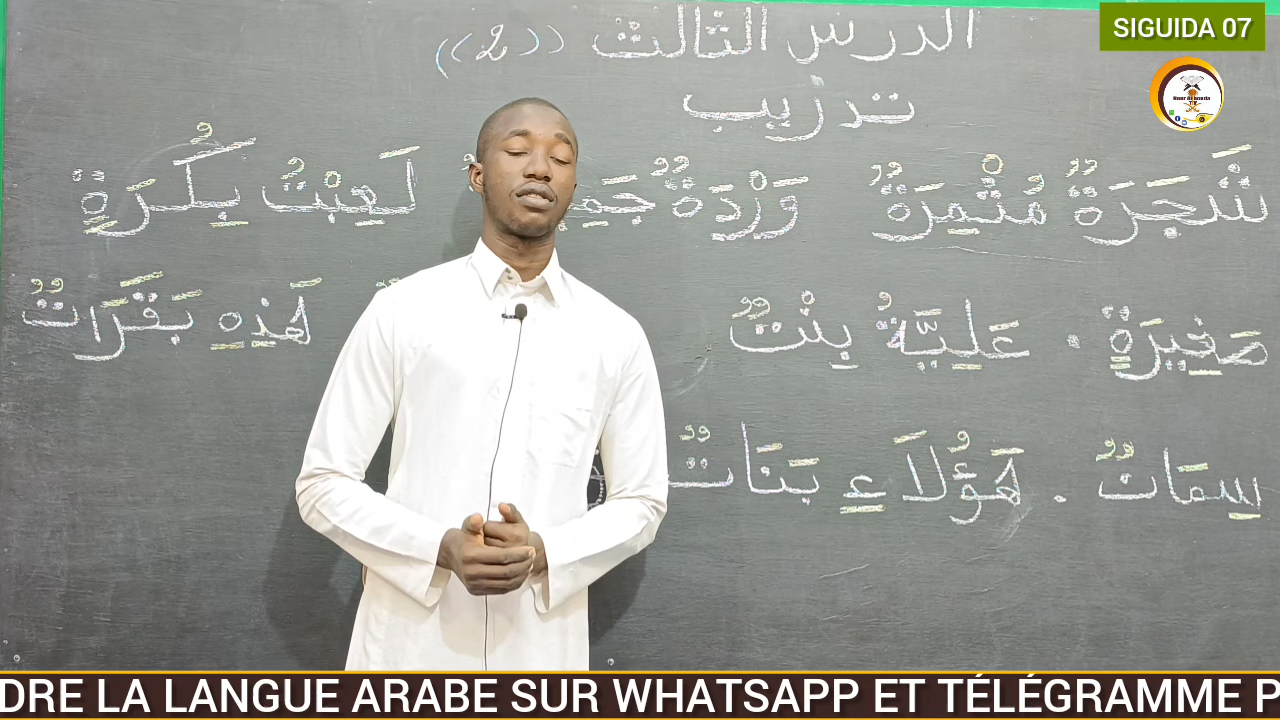 SIGUIDA 07
الدرس الثالث ((2))
تدريب
شَجَرَةٌ مُثْمِرَةٌ وَرْدَةٌ لَعِبْتُ بِكُرَةٍ
صَغِيرَةٍ . عَلِيَّةُ بِنْتٌ هَذِهِ بَقَرَاتٌ
سِمَاتٌ . هَؤُلَاءِ بَنَاتٌ
DRE LA LANGUE ARABE SUR WHATSAPP ET TÉLÉGRAMME P